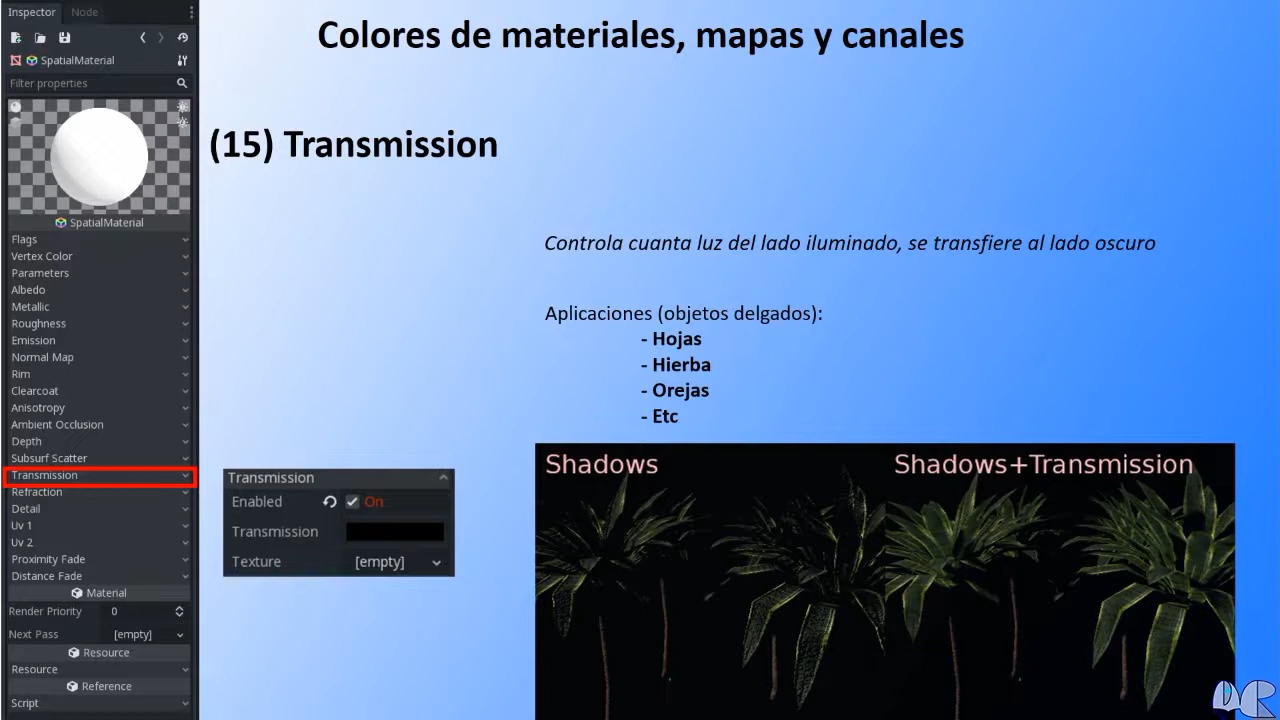 Inspector Node
SpatialMaterial
Filter properties
SpatialMaterial
Flags
Vertex Color
Parameters
Albedo
Metallic
Roughness
Emission
Normal Map
Rim
Clearcoat
Anisotropy
Ambient Occlusion
Depth
Subsurf Scatter
Transmission
Refraction
Detail
Uv 1
Uv 2
Proximity Fade
Distance Fade
Material
Render Priority 0
Next Pass [empty]
Resource
Resource
Reference
Script
Colores de materiales, mapas y canales
(15) Transmission
Controla cuanta luz del lado iluminado, se transfiere al lado oscuro
Aplicaciones (objetos delgados):
- Hojas
- Hierba
- Orejas
- Etc
Transmission
Enabled On
Transmission
Texture [empty]
Shadows Shadows+Transmission